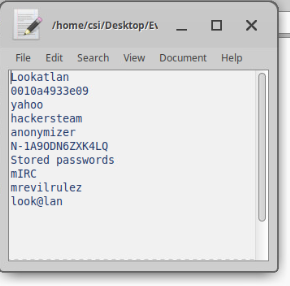 /home/csi/Desktop/Ev
File Edit Search View Document Help
Lookatlan
0010a4933e09
yahoo
hackersteam
anonymizer
N-1A9ODN6ZXK4LQ
Stored passwords
mIRC
mrevilrulez
look@lan